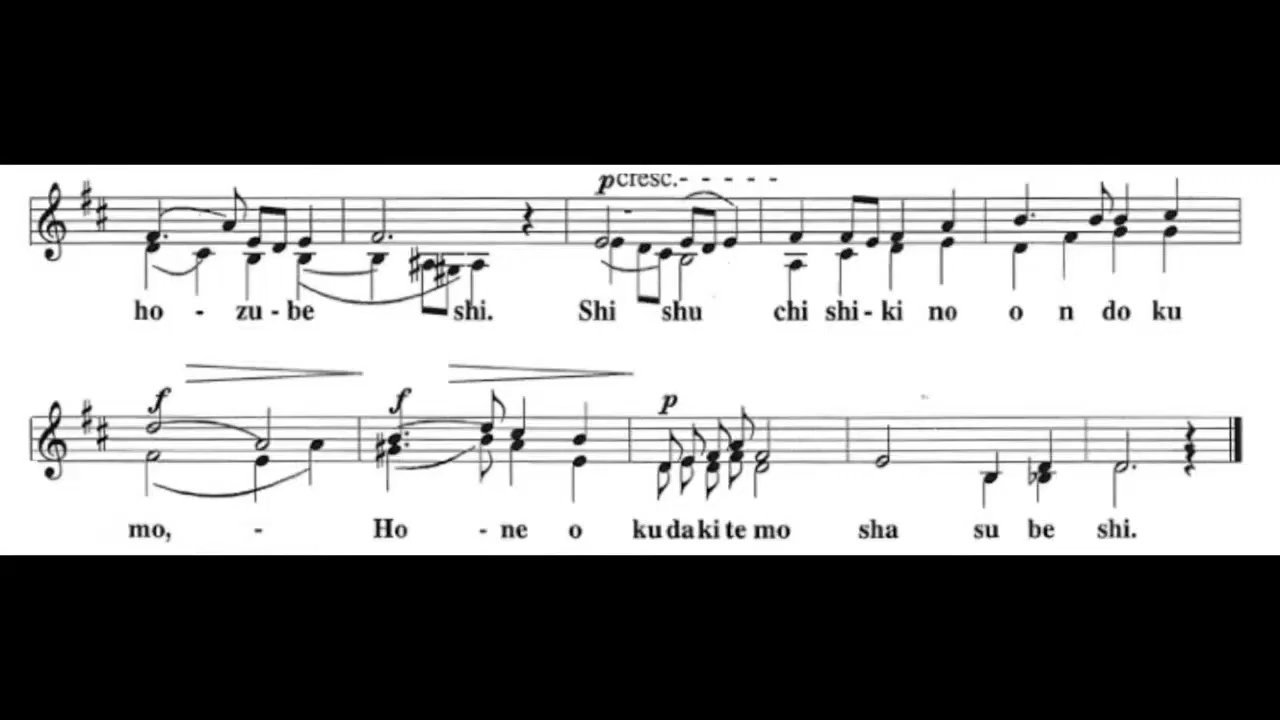 p cresc.- - - - -
ho - zu - be shi. Shi shu chi shi - ki no o n do ku
f f p
mo, - Ho - ne o ku da ki te mo sha su be shi.